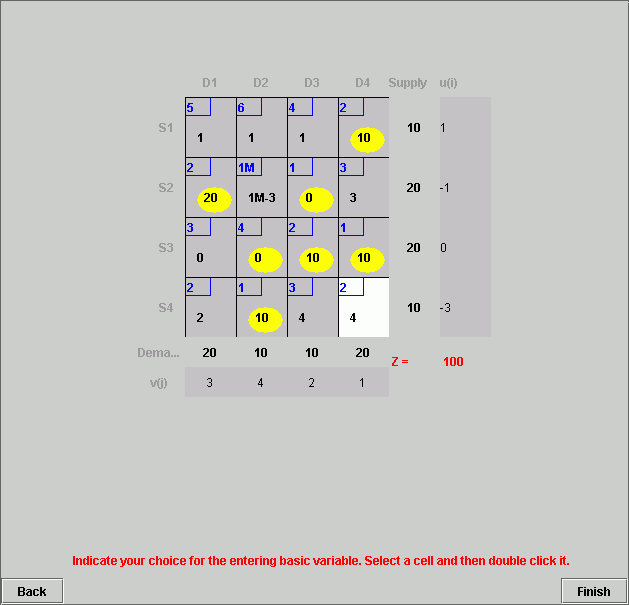 D1 D2 D3 D4 Supply u(i)
5 6 4 2
S1 1 1 1 10 10 1
2 1M 1 3
S2 20 1M-3 0 3 20 -1
3 4 2 1
S3 0 0 10 10 20 0
2 1 3 2
S4 2 10 4 4 10 -3
Dema... 20 10 10 20
Z = 100
v(j) 3 4 2 1
Indicate your choice for the entering basic variable. Select a cell and then double click it.
Back Finish